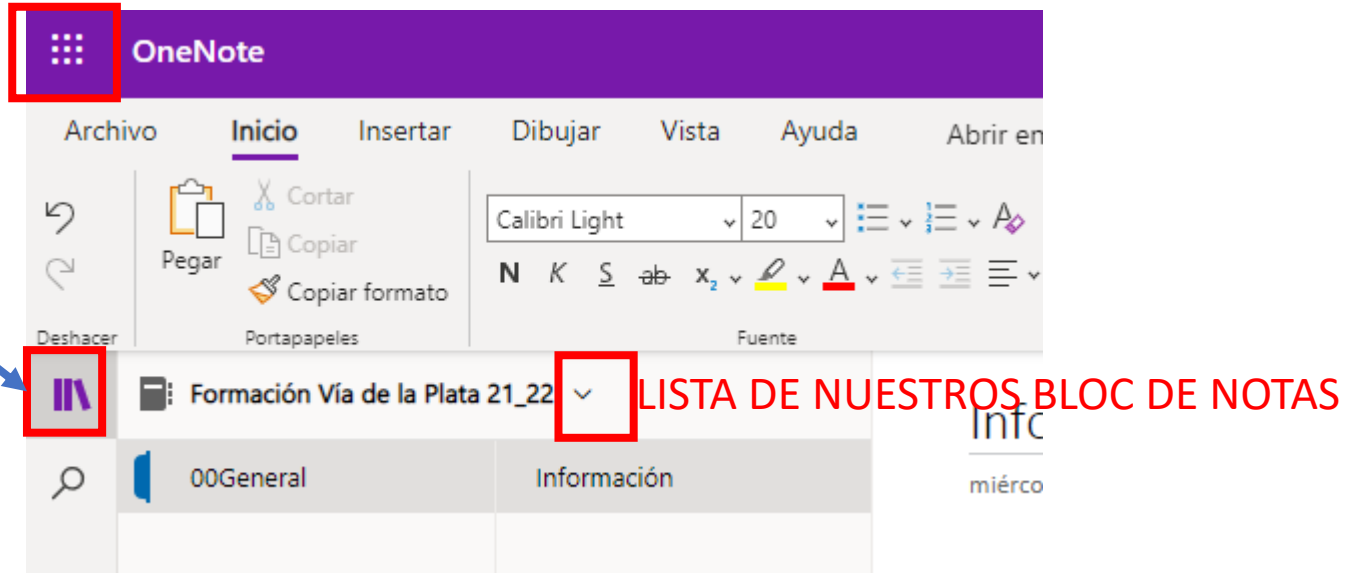 OneNote
Archivo Inicio Insertar Dibujar Vista Ayuda Abrir en
Cortar
Copiar
Pegar
Copiar formato
Calibri Light 20
N K S ab x₂ A
Deshacer Portapapeles Fuente
Formación Vía de la Plata 21_22
LISTA DE NUESTROS BLOC DE NOTAS
00General Información
miérco